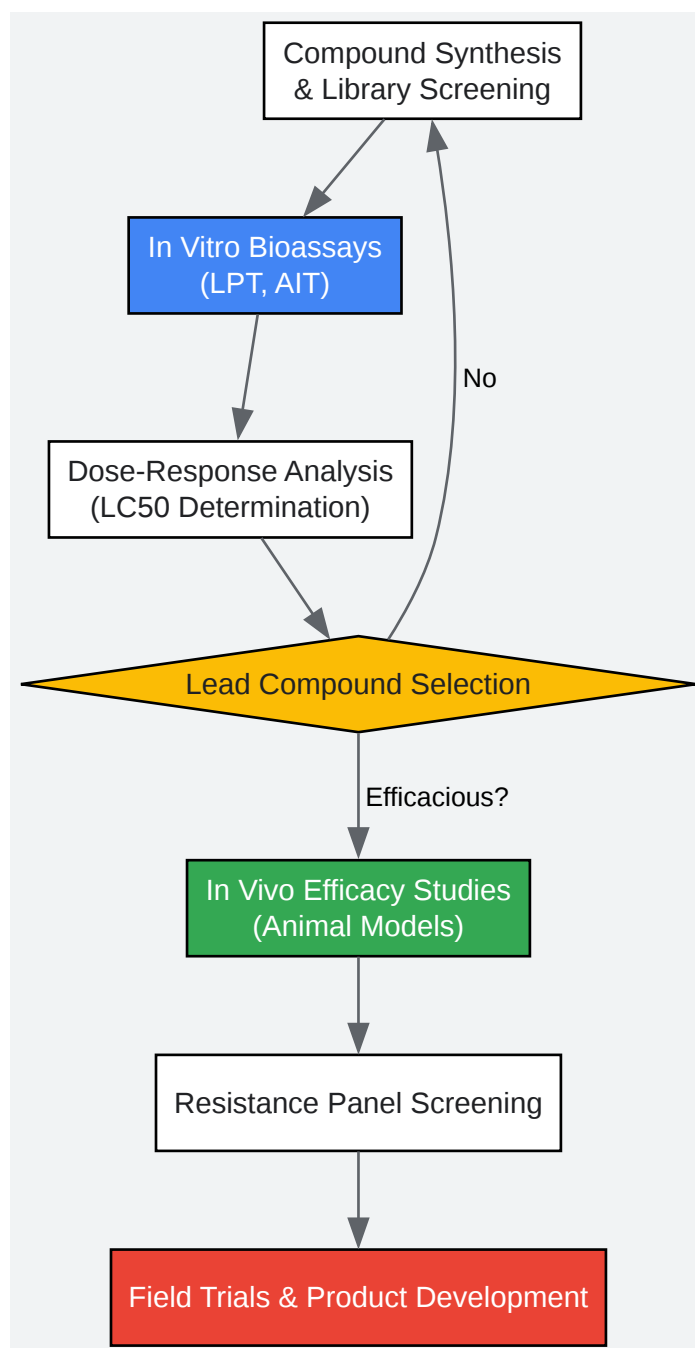 Compound Synthesis
& Library Screening
In Vitro Bioassays
(LPT, AIT)
No
Dose-Response Analysis
(LC50 Determination)
Lead Compound Selection
Efficacious?
In Vivo Efficacy Studies
(Animal Models)
Resistance Panel Screening
Field Trials & Product Development